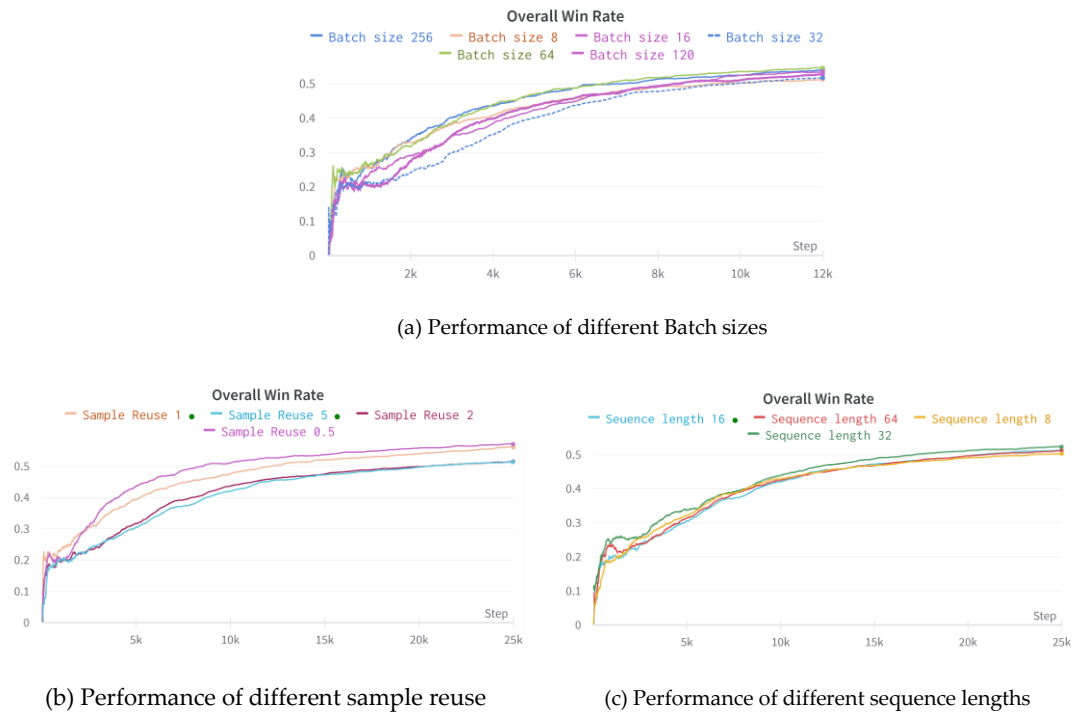 Overall Win Rate
Batch size 256 Batch size 8 Batch size 16 Batch size 32
Batch size 64 Batch size 120
0.5
0.4
0.3
0.2
0.1
0
Step
2k 4k 6k 8k 10k 12k
(a) Performance of different Batch sizes
Overall Win Rate
Sample Reuse 1 Sample Reuse 5 Sample Reuse 2
Sample Reuse 0.5
0.5
0.4
0.3
0.2
0.1
0
Step
5k 10k 15k 20k 25k
(b) Performance of different sample reuse
Overall Win Rate
Seuence length 16 Sequence length 64 Sequence length 8
Sequence length 32
0.5
0.4
0.3
0.2
0.1
0
Step
5k 10k 15k 20k 25k
(c) Performance of different sequence lengths